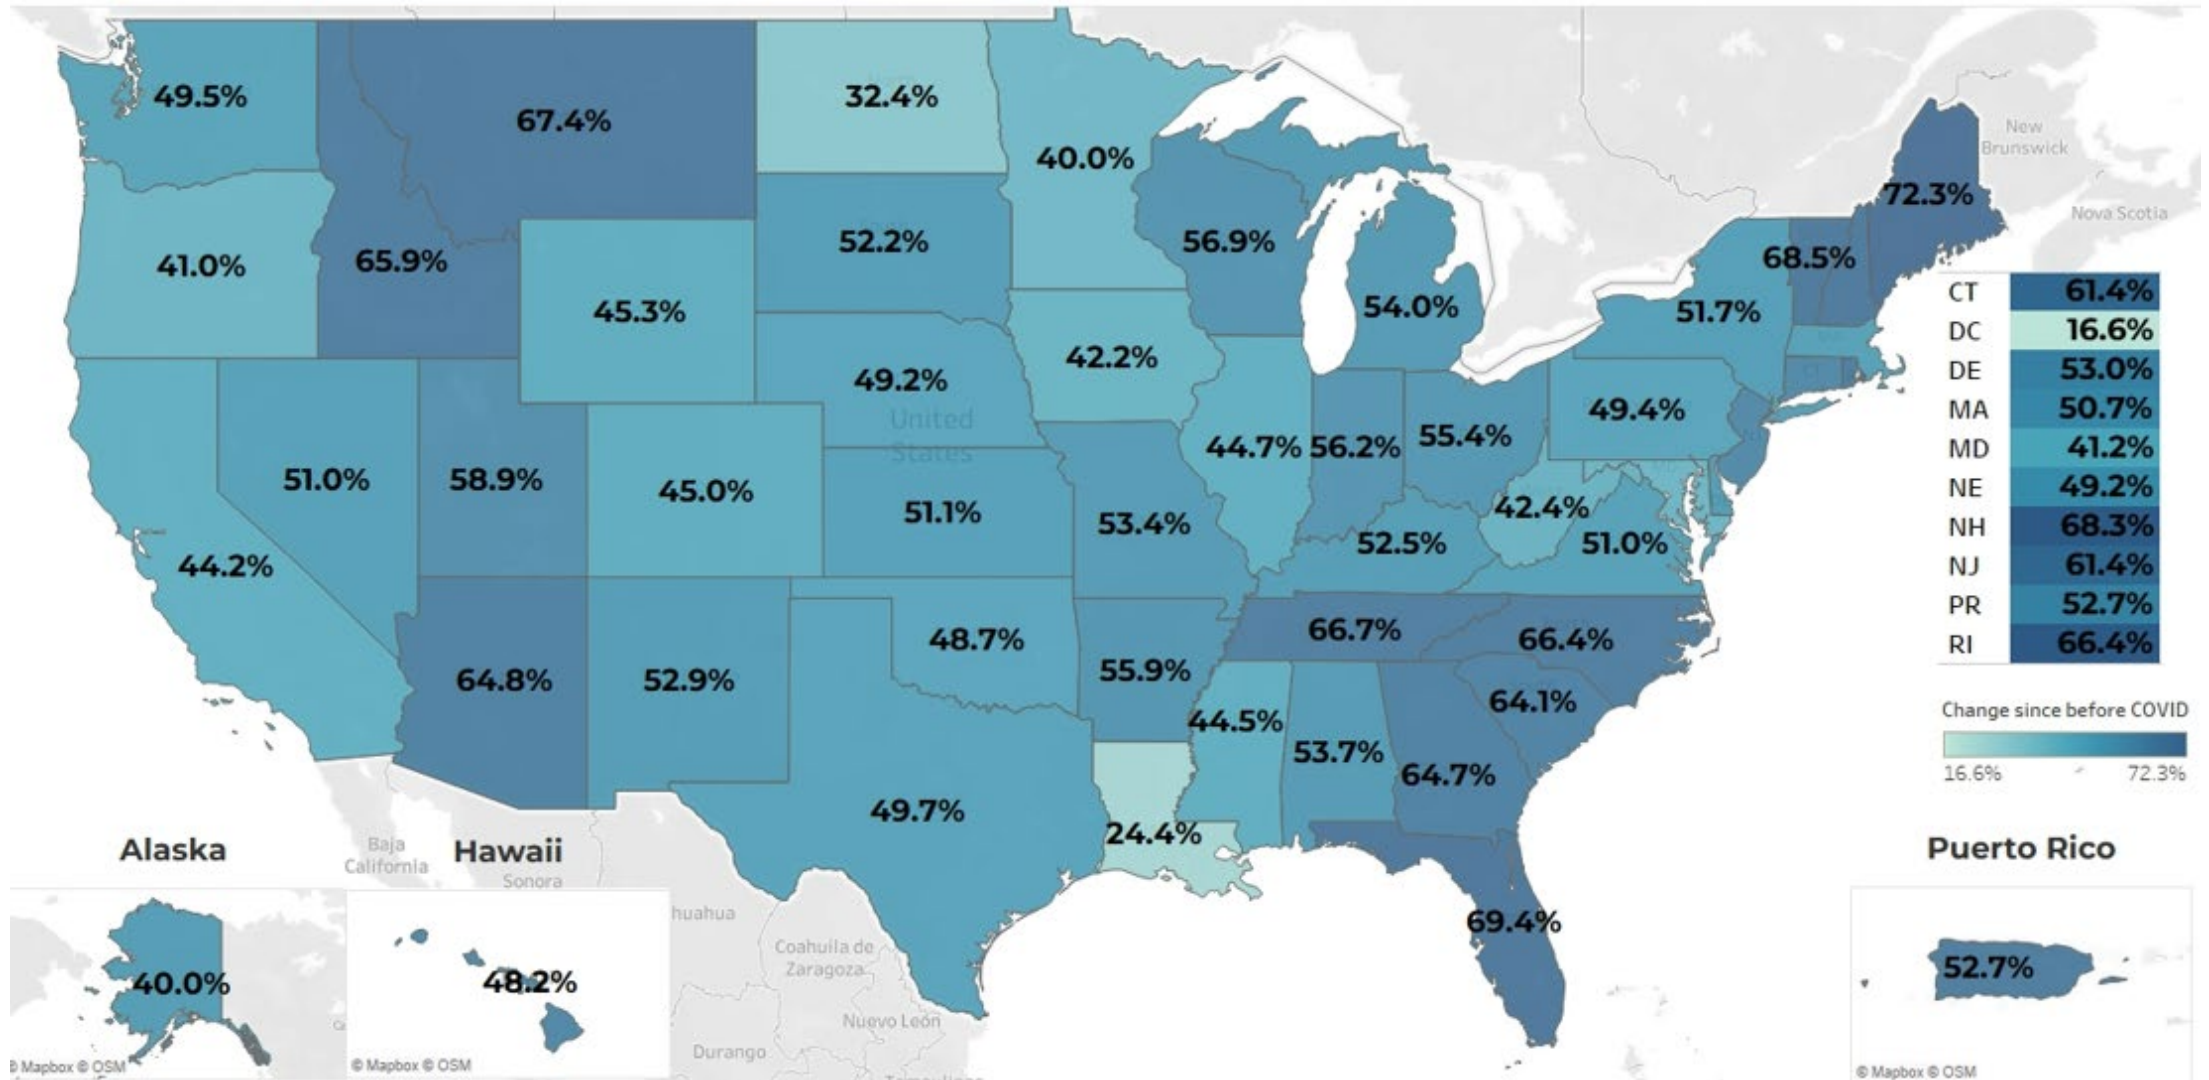 49.5%
67.4%
32.4%
40.0%
New
Brunswick
72.3%
Nova Scotia
41.0%
65.9%
52.2%
56.9%
68.5%
45.3%
54.0%
51.7%
42.2%
49.2%
United
States
49.4%
51.0%
58.9%
45.0%
44.7%
56.2%
55.4%
51.1%
53.4%
42.4%
44.2%
52.5%
51.0%
66.7%
66.4%
48.7%
64.8%
52.9%
55.9%
64.1%
44.5%
53.7%
64.7%
49.7%
24.4%
69.4%
CT 61.4%
DC 16.6%
DE 53.0%
MA 50.7%
MD 41.2%
NE 49.2%
NH 68.3%
NJ 61.4%
PR 52.7%
RI 66.4%
Change since before COVID
16.6% 72.3%
Alaska
40.0%
© Mapbox © OSM
Baja
California
Hawaii
Sonora
48.2%
© Mapbox © OSM
huahua
Coahuila de
Zaragoza
Nuevo León
Durango
Puerto Rico
52.7%
© Mapbox © OSM